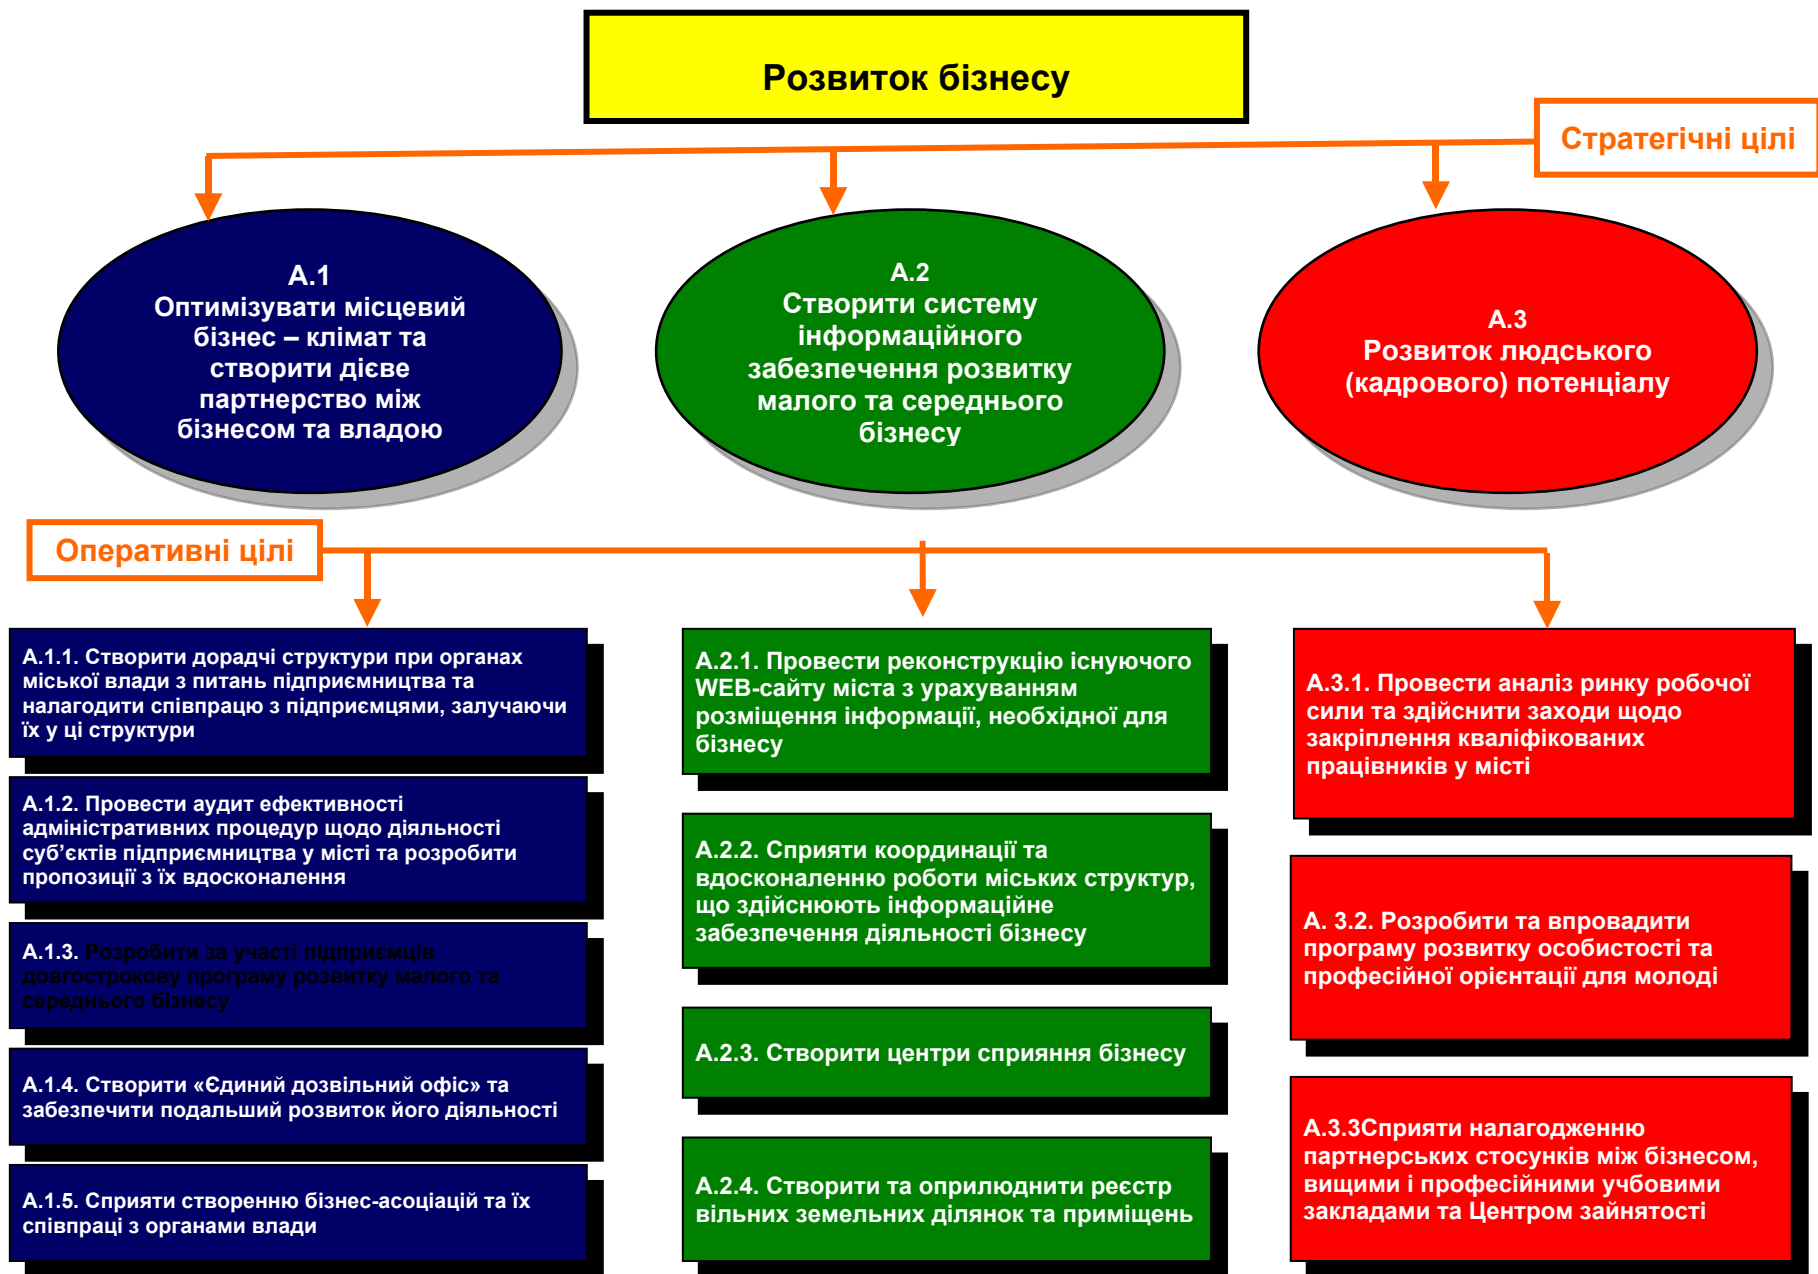 Розвиток бізнесу
Стратегічні цілі
А.1
Оптимізувати місцевий
бізнес – клімат та
створити дієве
партнерство між
бізнесом та владою
А.2
Створити систему
інформаційного
забезпечення розвитку
малого та середнього
бізнесу
А.3
Розвиток людського
(кадрового) потенціалу
Оперативні цілі
А.1.1. Створити дорадчі структури при органах
міської влади з питань підприємництва та
налагодити співпрацю з підприємцями, залучаючи
їх у ці структури
А.1.2. Провести аудит ефективності
адміністративних процедур щодо діяльності
суб’єктів підприємництва у місті та розробити
пропозиції з їх вдосконалення
А.1.3. Розробити за участі підприємців
довгострокову програму розвитку малого та
середнього бізнесу
А.1.4. Створити «Єдиний дозвільний офіс» та
забезпечити подальший розвиток його діяльності
А.1.5. Сприяти створенню бізнес-асоціацій та їх
співпраці з органами влади
А.2.1. Провести реконструкцію існуючого
WEB-сайту міста з урахуванням
розміщення інформації, необхідної для
бізнесу
А.2.2. Сприяти координації та
вдосконаленню роботи міських структур,
що здійснюють інформаційне
забезпечення діяльності бізнесу
А.2.3. Створити центри сприяння бізнесу
А.2.4. Створити та оприлюднити реєстр
вільних земельних ділянок та приміщень
А.3.1. Провести аналіз ринку робочої
сили та здійснити заходи щодо
закріплення кваліфікованих
працівників у місті
А. 3.2. Розробити та впровадити
програму розвитку особистості та
професійної орієнтації для молоді
А.3.3Сприяти налагодженню
партнерських стосунків між бізнесом,
вищими і професійними учбовими
закладами та Центром зайнятості